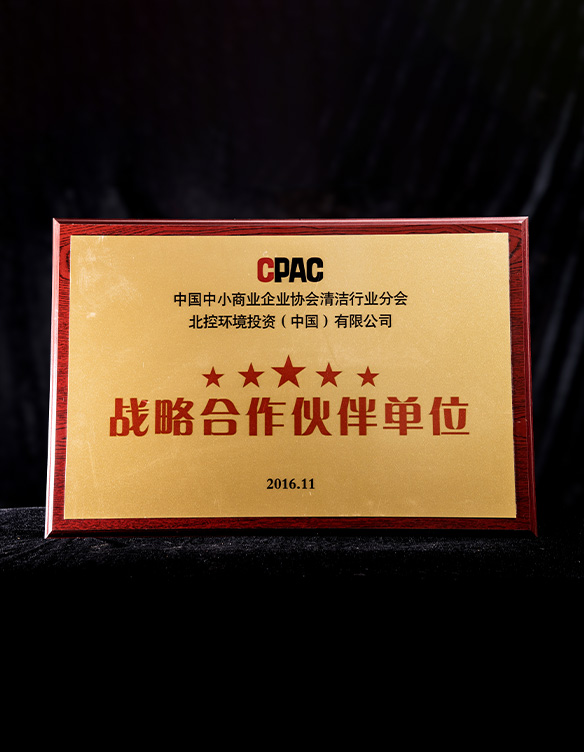 CPAC
中国中小商业企业协会清洁行业分会
北控环境投资（中国）有限公司
战略合作伙伴单位
2016.11